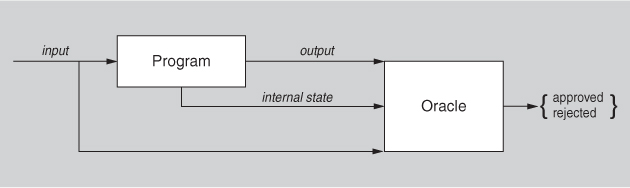 input
Program
output
internal state
Oracle
{ approved
rejected }